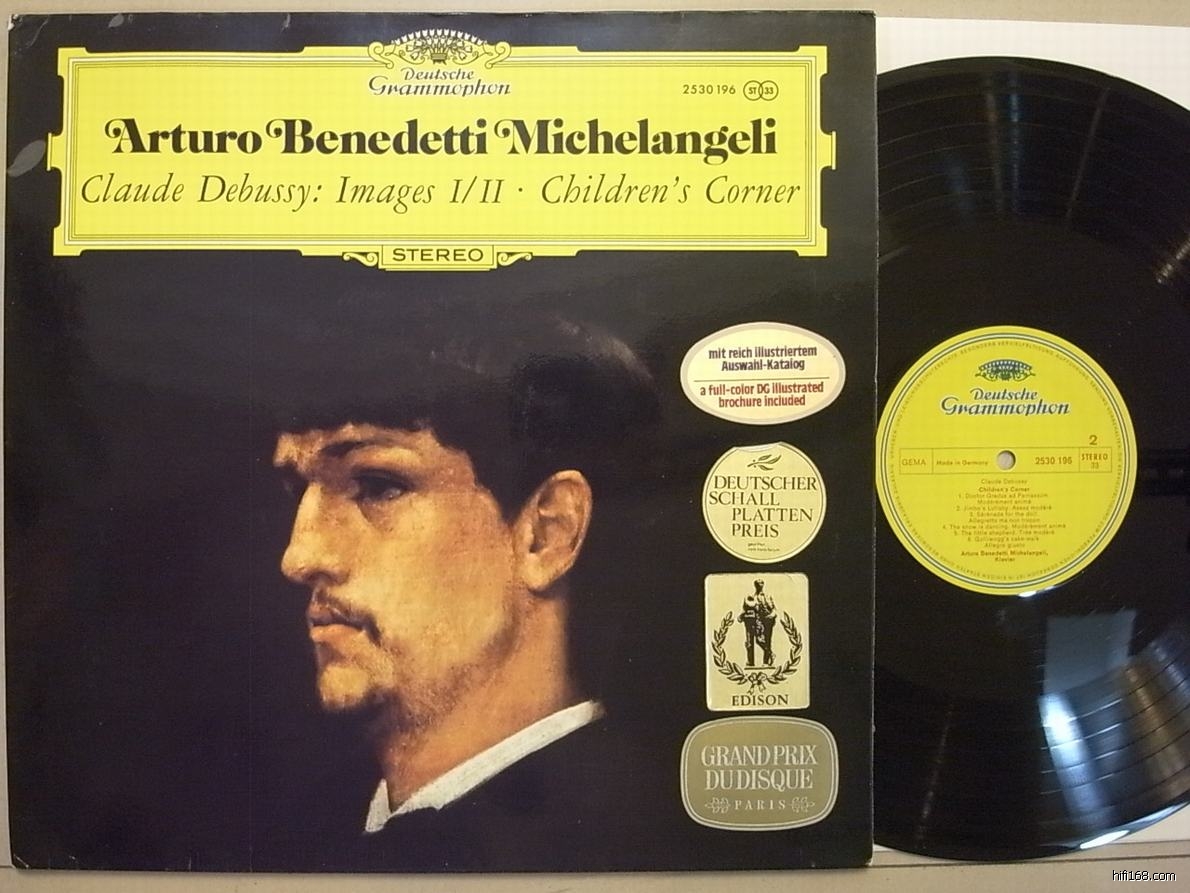 Deutsche
Grammophon
2530 196 ST 33
Arturo Benedetti Michelangeli
Claude Debussy: Images I/II · Children's Corner
STEREO
mit reich illustriertem
Auswahl-Katalog
a full-color DG illustrated
brochure included
DEUTSCHER
SCHALL
PLATTEN
PREIS
EDISON
GRAND PRIX
DU DISQUE
PARIS
Deutsche
Grammophon
2
GEMA
Made in Germany
2530 196
STEREO
33
Claude Debussy
Children's Corner
1. Doctor Gradus ad Parnassum.
Modérément animé
2. Jimbo's Lullaby. Assez modéré
3. Serenade for the doll.
Allegretto ma non troppo
4. The snow is dancing. Modérément animé
5. The little shepherd. Très modéré
6. Golliwogg's cake-walk
Allegro giusto
Arturo Benedetti Michelangeli,
Klavier
hifi168.com